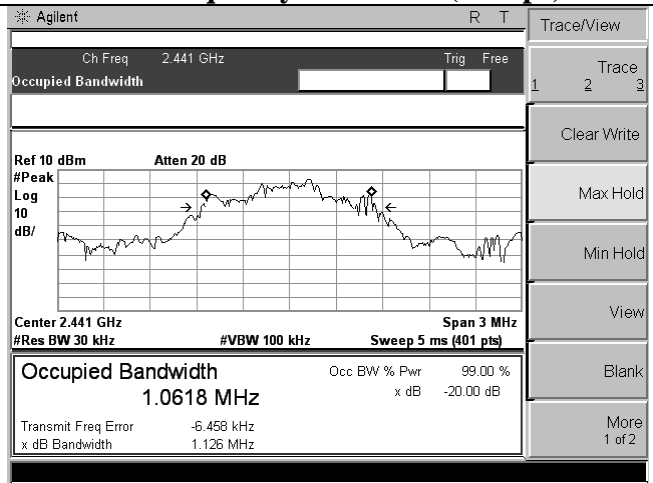 Agilent R T
Trace/View
Ch Freq 2.441 GHz Trig Free
Occupied Bandwidth
Trace
1 2 3
Clear Write
Ref 10 dBm Atten 20 dB
#Peak
Log
10
dB/
Max Hold
Min Hold
Center 2.441 GHz Span 3 MHz
#Res BW 30 kHz #VBW 100 kHz Sweep 5 ms (401 pts)
View
Occupied Bandwidth Occ BW % Pwr 99.00 %
1.0618 MHz x dB -20.00 dB
Blank
Transmit Freq Error -6.458 kHz
x dB Bandwidth 1.126 MHz
More
1 of 2